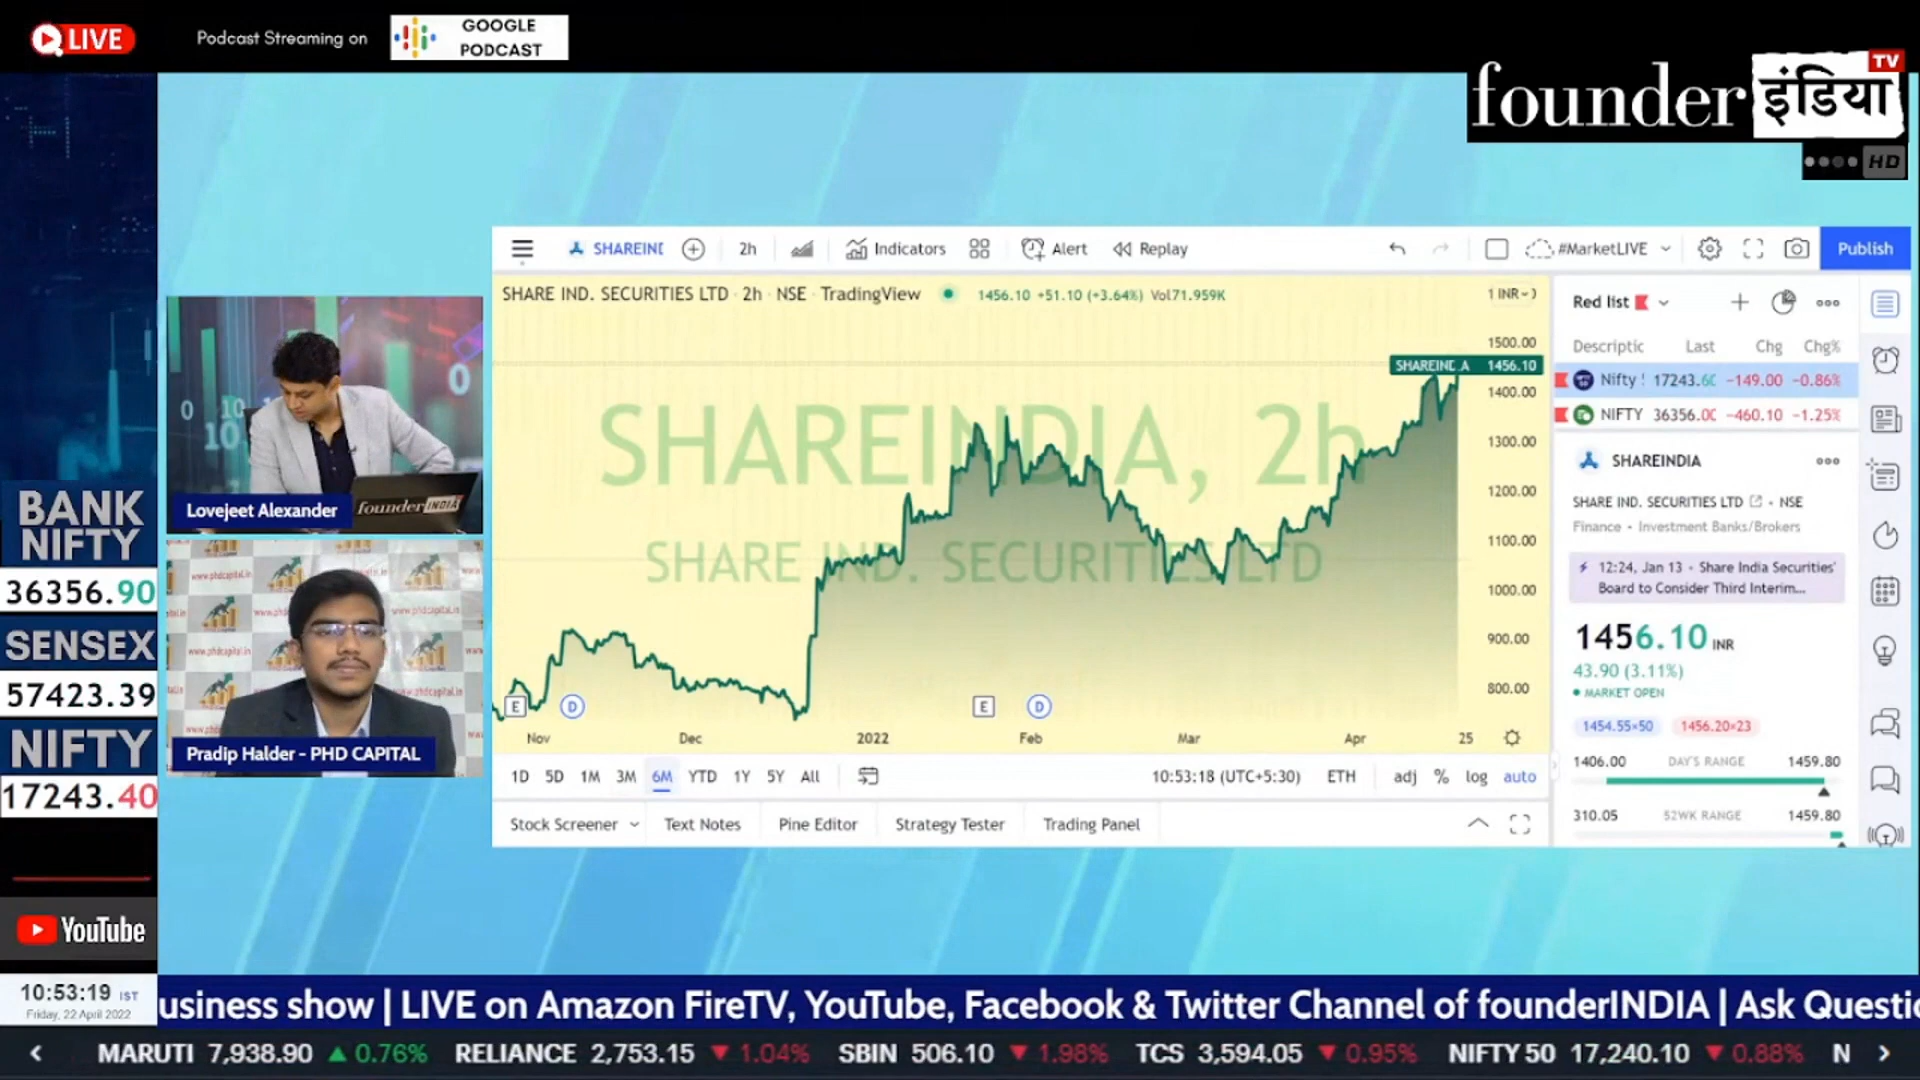 LIVE
Podcast Streaming on
GOOGLE
PODCAST
founder इंडिया
TV
HD
SHAREIND
2h
Indicators
Alert
Replay
#MarketLIVE
Publish
SHARE IND. SECURITIES LTD · 2h · NSE · TradingView
1456.10 +51.10 (+3.64%) Vol71.959K
1 INR
SHAREINDIA, 2h
SHARE IND. SECURITIES LTD
1500.00
1456.10
1400.00
1300.00
1200.00
1100.00
1000.00
900.00
800.00
E D E D
Nov Dec 2022 Feb Mar Apr 25
1D 5D 1M 3M 6M YTD 1Y 5Y All
10:53:18 (UTC+5:30) ETH adj % log auto
Stock Screener Text Notes Pine Editor Strategy Tester Trading Panel
Red list
Descriptic Last Chg Chg%
Nifty 17243.60 −149.00 −0.86%
NIFTY 36356.00 −460.10 −1.25%
SHAREINDIA
SHARE IND. SECURITIES LTD · NSE
Finance · Investment Banks/Brokers
12:24, Jan 13 · Share India Securities'
Board to Consider Third Interim...
1456.10 INR
43.90 (3.11%)
MARKET OPEN
1454.55×50 1456.20×23
1406.00 DAY'S RANGE 1459.80
310.05 52WK RANGE 1459.80
Lovejeet Alexander
founder INDIA
www.phdcapital.in
Pradip Halder - PHD CAPITAL
BANK
NIFTY
36356.90
SENSEX
57423.39
NIFTY
17243.40
YouTube
10:53:19 IST
Friday, 22 April 2022
usiness show | LIVE on Amazon FireTV, YouTube, Facebook & Twitter Channel of founderINDIA | Ask Questi
MARUTI 7,938.90 ▲ 0.76% RELIANCE 2,753.15 ▼ 1.04% SBIN 506.10 ▼ 1.98% TCS 3,594.05 ▼ 0.95% NIFTY 50 17,240.10 ▼ 0.88% N